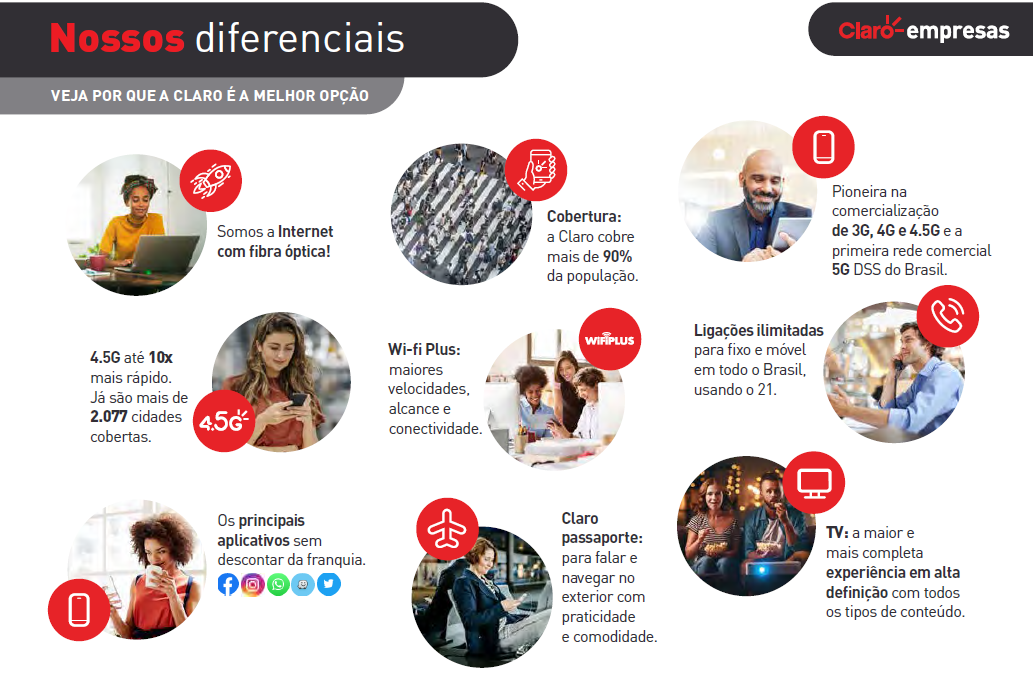 Nossos diferenciais
Claro empresas
VEJA POR QUE A CLARO É A MELHOR OPÇÃO
Somos a Internet
com fibra óptica!
Cobertura:
a Claro cobre
mais de 90%
da população.
Pioneira na
comercialização
de 3G, 4G e 4.5G e a
primeira rede comercial
5G DSS do Brasil.
4.5G até 10x
mais rápido.
Já são mais de
2.077 cidades
cobertas.
4.5G
Wi-fi Plus:
maiores
velocidades,
alcance e
conectividade.
WIFIPLUS
Ligações ilimitadas
para fixo e móvel
em todo o Brasil,
usando o 21.
Os principais
aplicativos sem
descontar da franquia.
Claro
passaporte:
para falar e
navegar no
exterior com
praticidade
e comodidade.
TV: a maior e
mais completa
experiência em alta
definição com todos
os tipos de conteúdo.